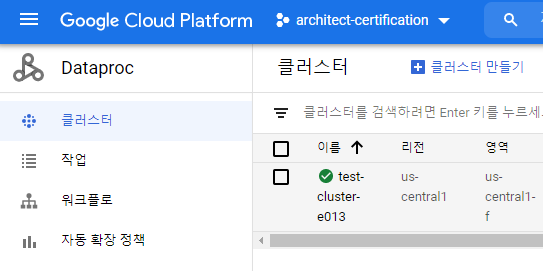 Google Cloud Platform
architect-certification
Dataproc
클러스터
클러스터 만들기
클러스터
클러스터를 검색하려면 Enter 키를 누르세.
작업
이름
리전
영역
워크플로
test-
cluster-
e013
us-
central1
us-
central1-
f
자동 확장 정책